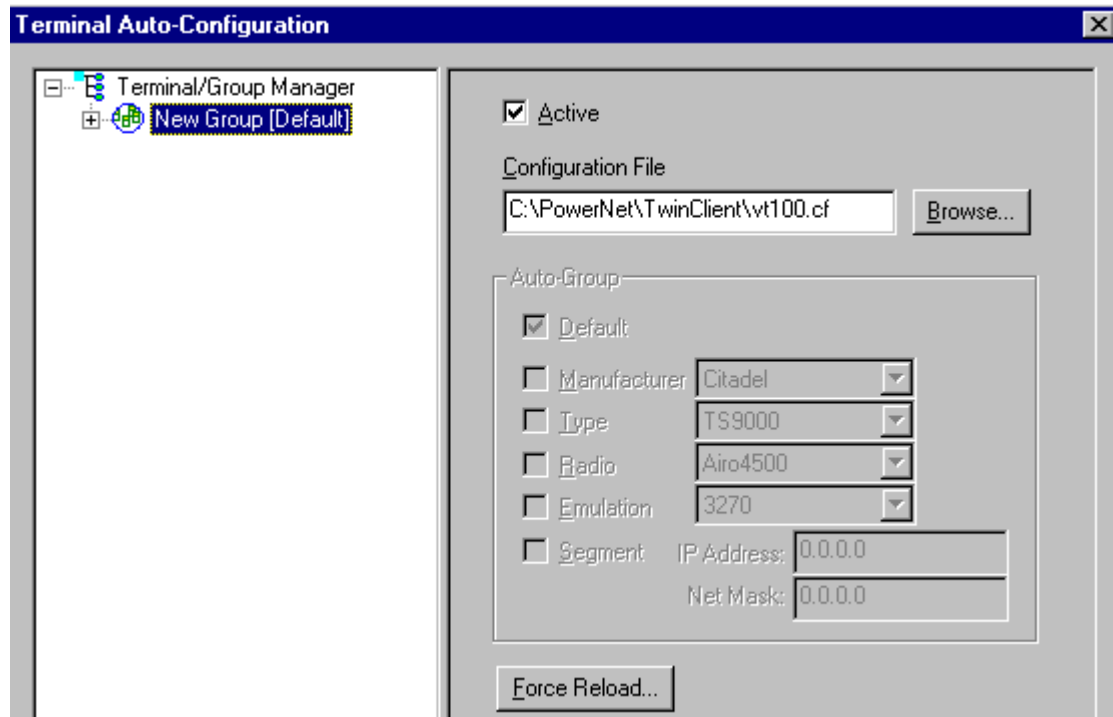 Terminal Auto-Configuration
Terminal/Group Manager
New Group [Default]
Active
Configuration File
C:\PowerNet\TwinClient\vt100.cf
Browse...
Auto-Group
Default
Manufacturer Citadel
Type TS9000
Radio Airo4500
Emulation 3270
Segment IP Address: 0.0.0.0
Net Mask: 0.0.0.0
Force Reload...